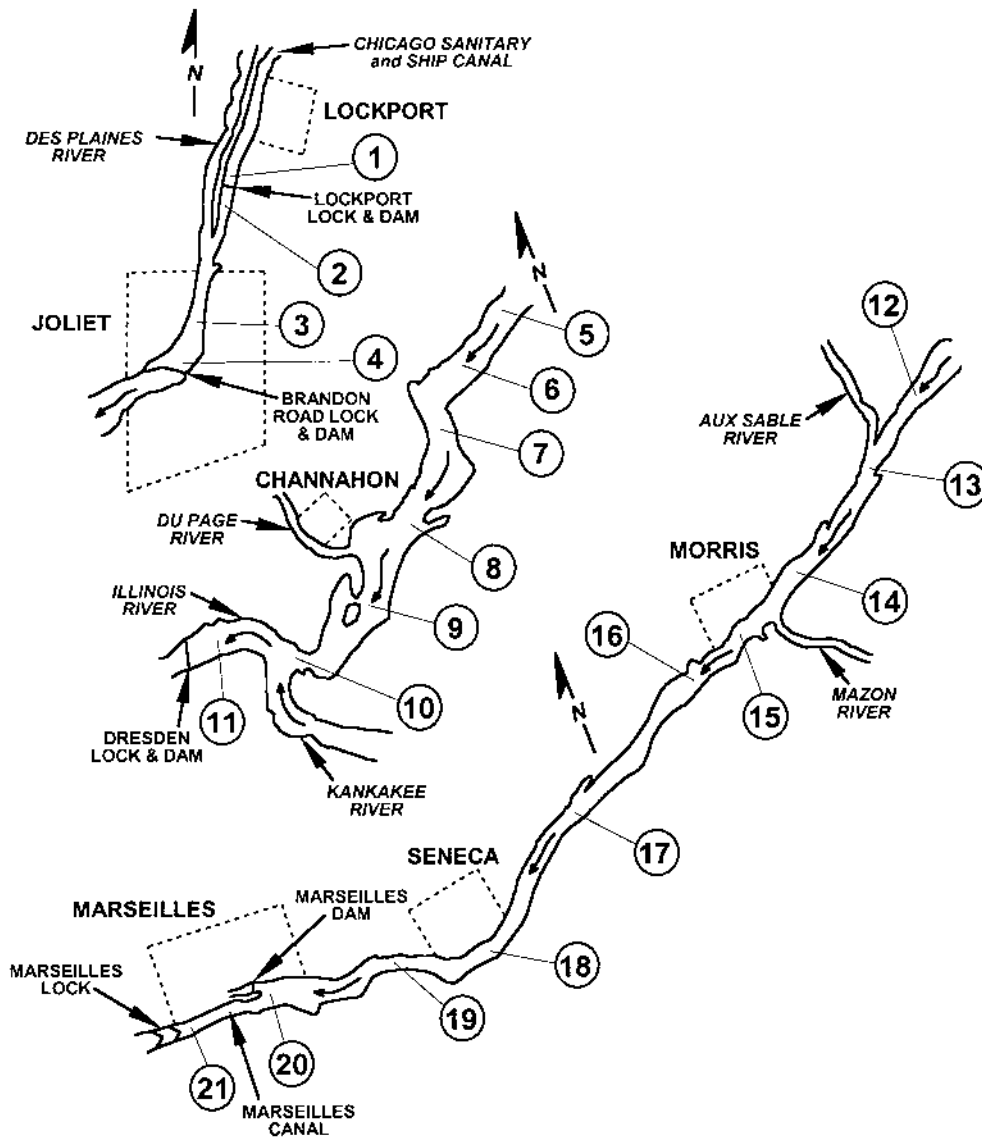 CHICAGO SANITARY
and SHIP CANAL
N
LOCKPORT
DES PLAINES
RIVER
1
LOCKPORT
LOCK & DAM
2
JOLIET
3
4
BRANDON
ROAD LOCK
& DAM
N
5
6
7
CHANNAHON
DU PAGE
RIVER
8
ILLINOIS
RIVER
9
10
11
DRESDEN
LOCK & DAM
KANKAKEE
RIVER
12
AUX SABLE
RIVER
13
MORRIS
14
16
15
MAZON
RIVER
N
17
SENECA
MARSEILLES
DAM
MARSEILLES
18
MARSEILLES
LOCK
19
20
21
MARSEILLES
CANAL